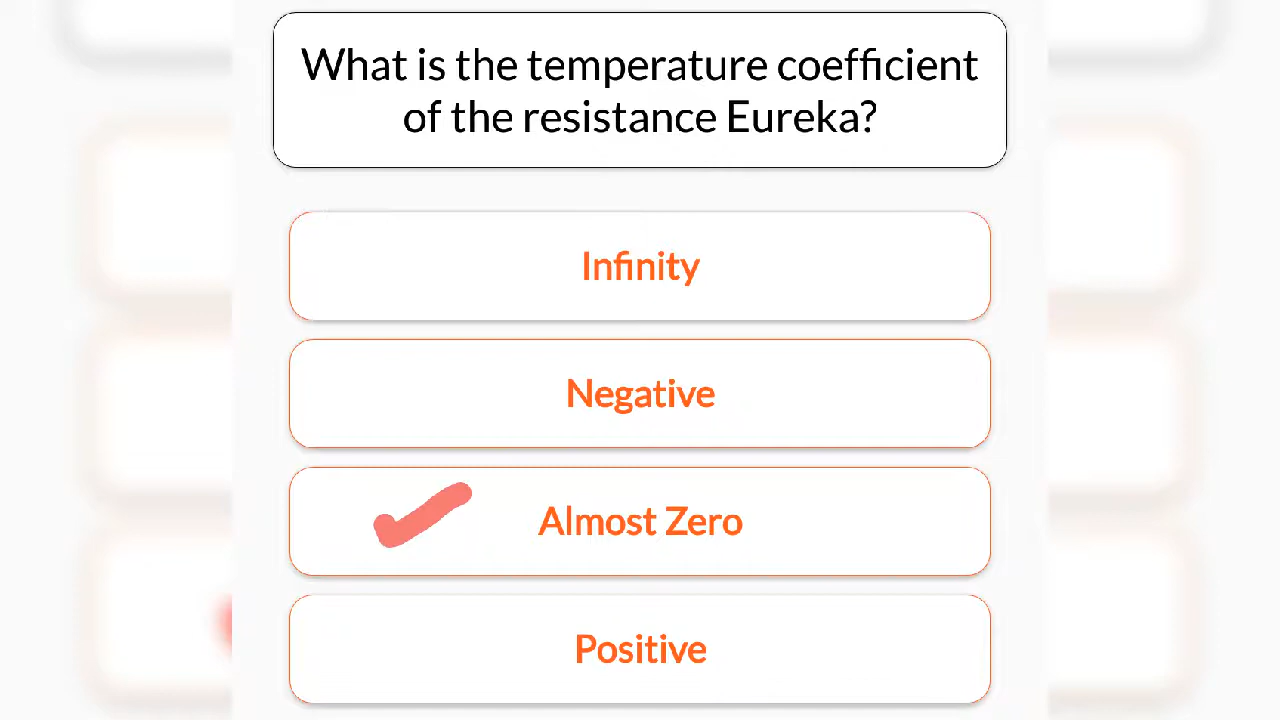 What is the temperature coefficient
of the resistance Eureka?
Infinity
Negative
Almost Zero
Positive